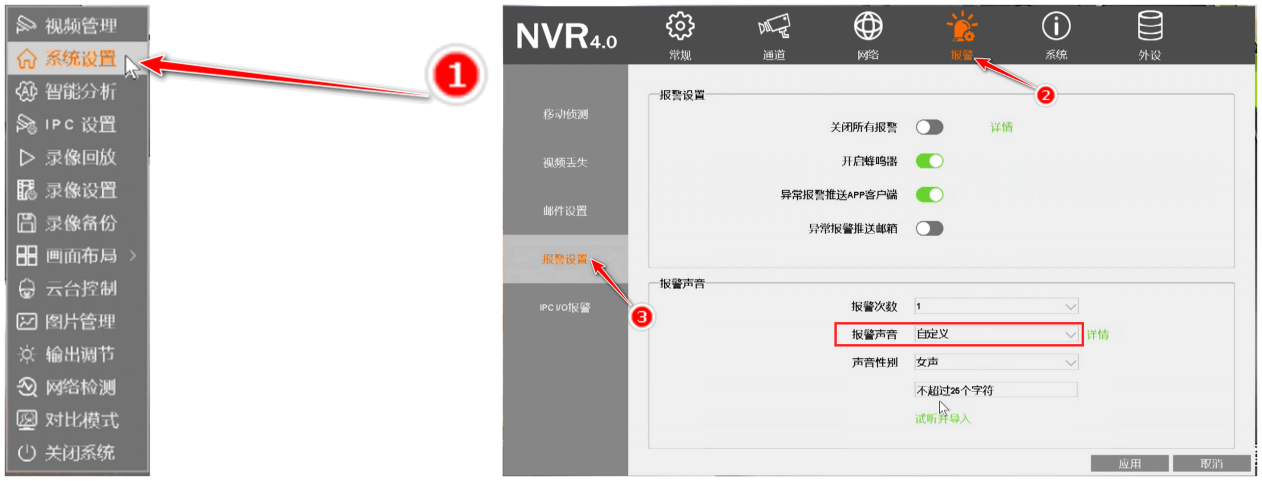 视频管理
系统设置
智能分析
IPC 设置
录像回放
录像设置
录像备份
画面布局 >
云台控制
图片管理
输出调节
网络检测
对比模式
关闭系统
1
NVR4.0
常规
通道
网络
报警
系统
外设
2
移动侦测
视频丢失
邮件设置
报警设置
IPC I/O报警
3
报警设置
关闭所有报警 详情
开启蜂鸣器
异常报警推送APP客户端
异常报警推送邮箱
报警声音
报警次数 1
报警声音 自定义 详情
声音性别 女声
不超过25个字符
试听并导入
应用 取消